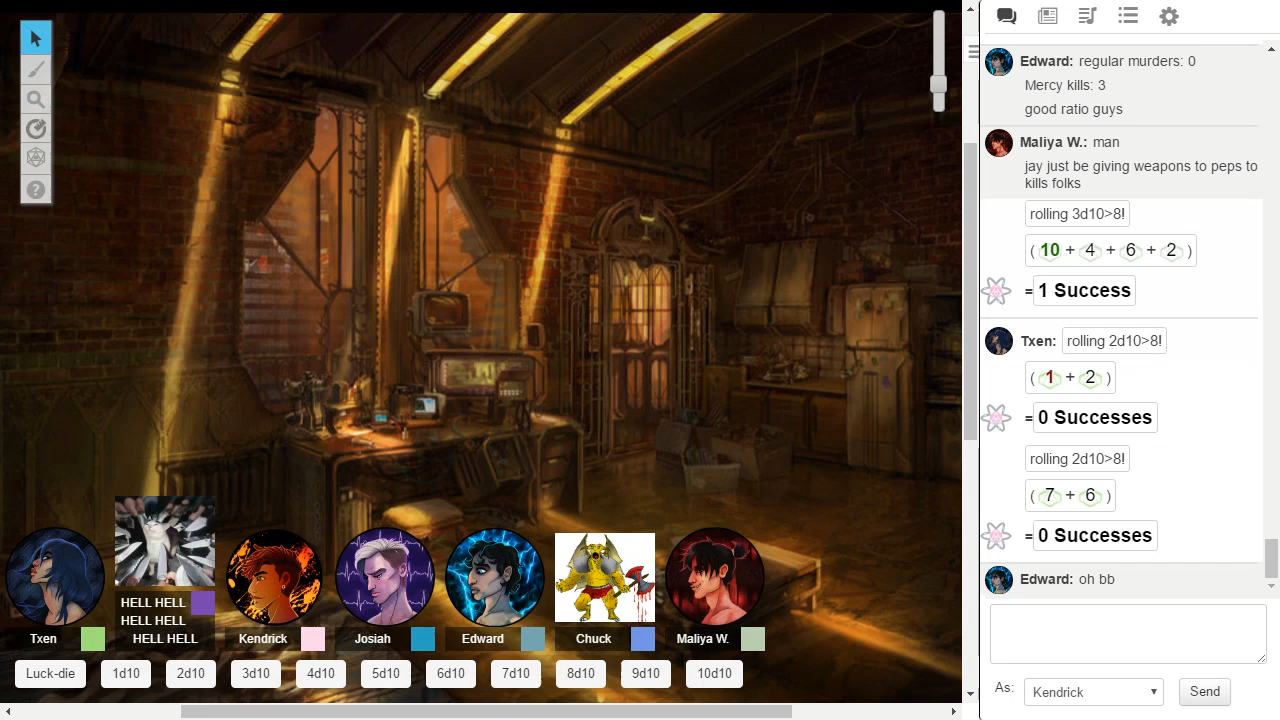 Edward: regular murders: 0
Mercy kills: 3
good ratio guys
Maliya W.: man
jay just be giving weapons to peps to
kills folks
rolling 3d10>8!
( 10 + 4 + 6 + 2 )
= 1 Success
Txen: rolling 2d10>8!
( 1 + 2 )
= 0 Successes
rolling 2d10>8!
( 7 + 6 )
= 0 Successes
Edward: oh bb
As: Kendrick Send
HELL HELL
HELL HELL
HELL HELL
Txen Kendrick Josiah Edward Chuck Maliya W.
Luck-die 1d10 2d10 3d10 4d10 5d10 6d10 7d10 8d10 9d10 10d10
?